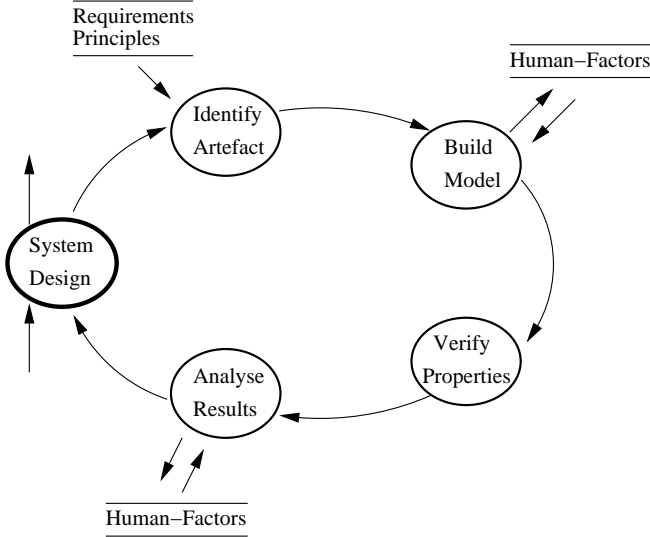 Requirements
Principles
Human−Factors
Identify
Artefact
Build
Model
System
Design
Verify
Properties
Analyse
Results
Human−Factors